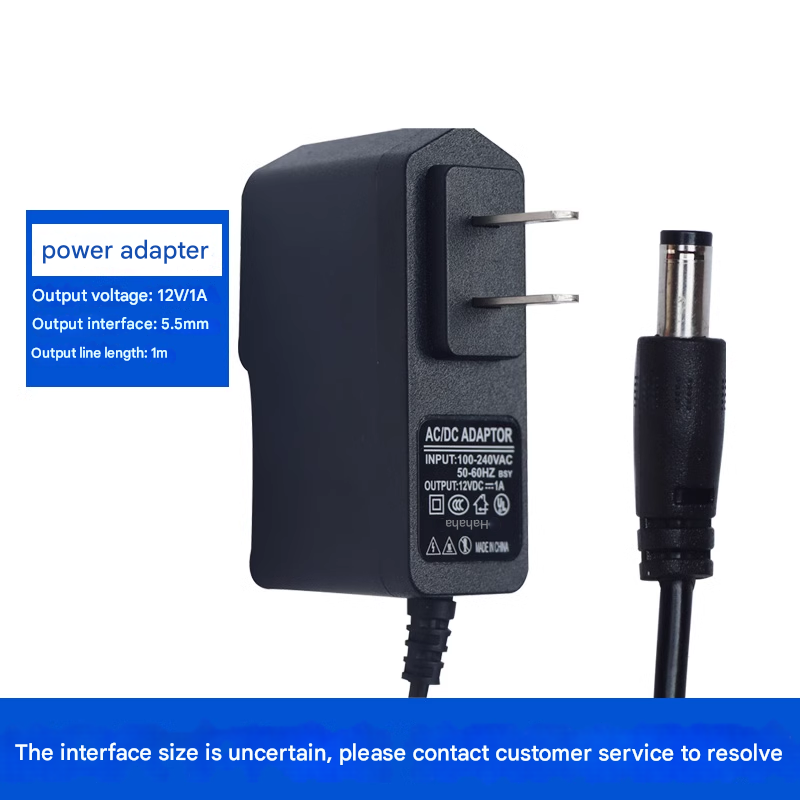 power adapter
Output voltage: 12V/1A
Output interface: 5.5mm
Output line length: 1m
AC/DC ADAPTOR
INPUT:100-240VAC
50-60HZ BSY
OUTPUT:12VDC⎓1A
Hahaha
MADE IN CHINA
The interface size is uncertain, please contact customer service to resolve